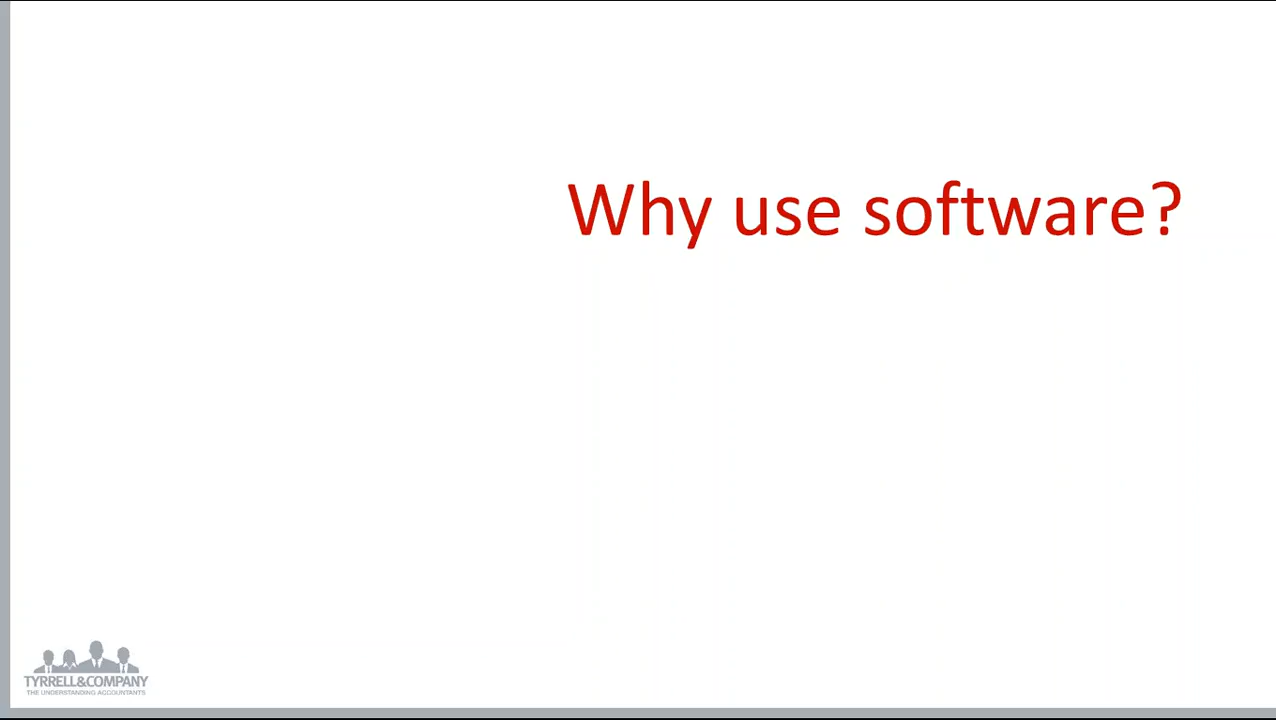 Why use software?
TYRRELL&COMPANY
THE UNDERSTANDING ACCOUNTANTS